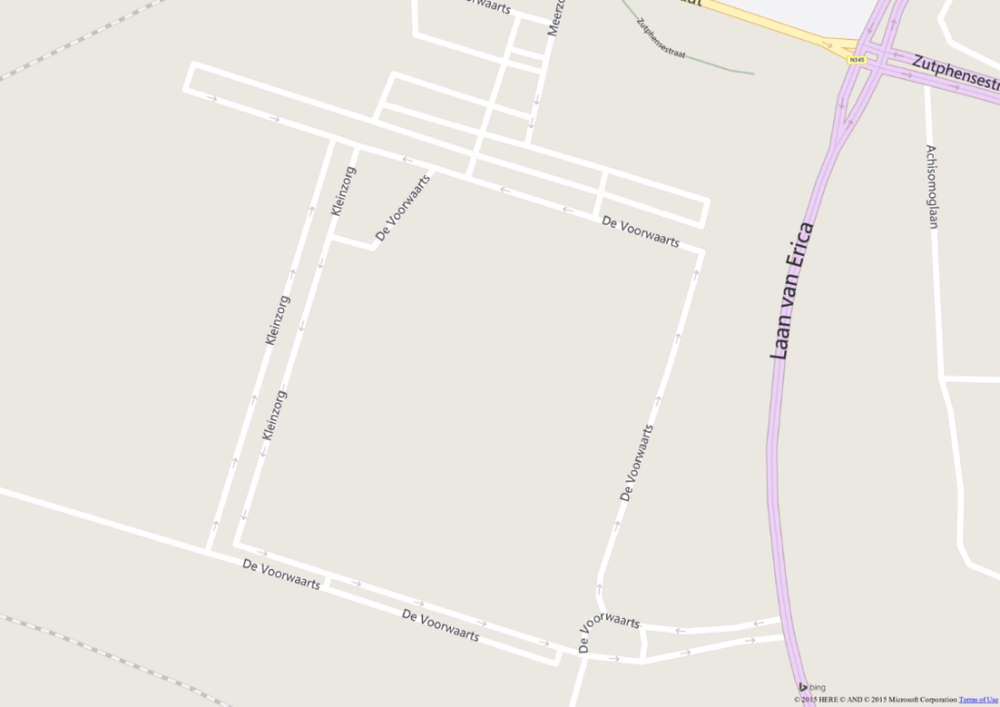 Voorwaarts
Meerzo
Zutphensestraat
N345
Zutphensestr
Achisomoglaan
Kleinzorg
De Voorwaarts
De Voorwaarts
Laan van Erica
Kleinzorg
Kleinzorg
De Voorwaarts
De Voorwaarts
De Voorwaarts
De Voorwaarts
De
bing
© 2015 HERE © AND © 2015 Microsoft Corporation Terms of Use